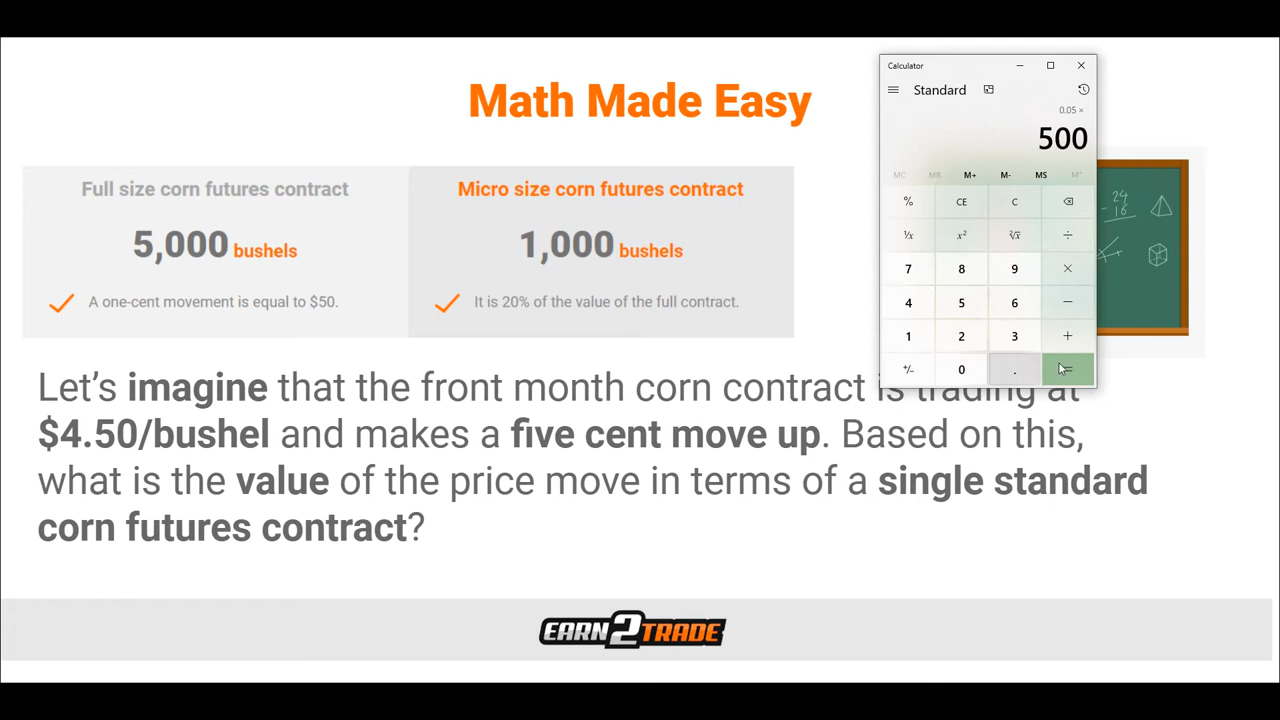 Math Made Easy
Calculator
Standard
0.05 ×
500
MC MR M+ M- MS
% CE C
7 8 9 ×
4 5 6 −
1 2 3 +
+/- 0 . =
24
- 16
Full size corn futures contract
5,000 bushels
A one-cent movement is equal to $50.
Micro size corn futures contract
1,000 bushels
It is 20% of the value of the full contract.
Let's imagine that the front month corn contract is trading at
$4.50/bushel and makes a five cent move up. Based on this,
what is the value of the price move in terms of a single standard
corn futures contract?
EARN2TRADE